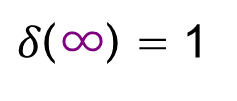 δ(∞) = 1